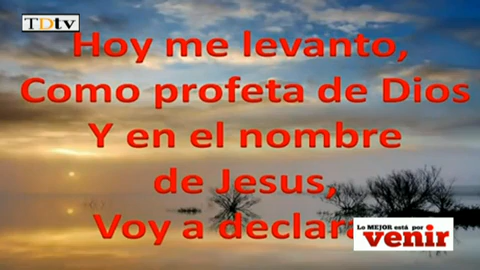 TDtv
Hoy me levanto,
Como profeta de Dios
Y en el nombre
de Jesus,
Voy a declara
Lo MEJOR está por
venir